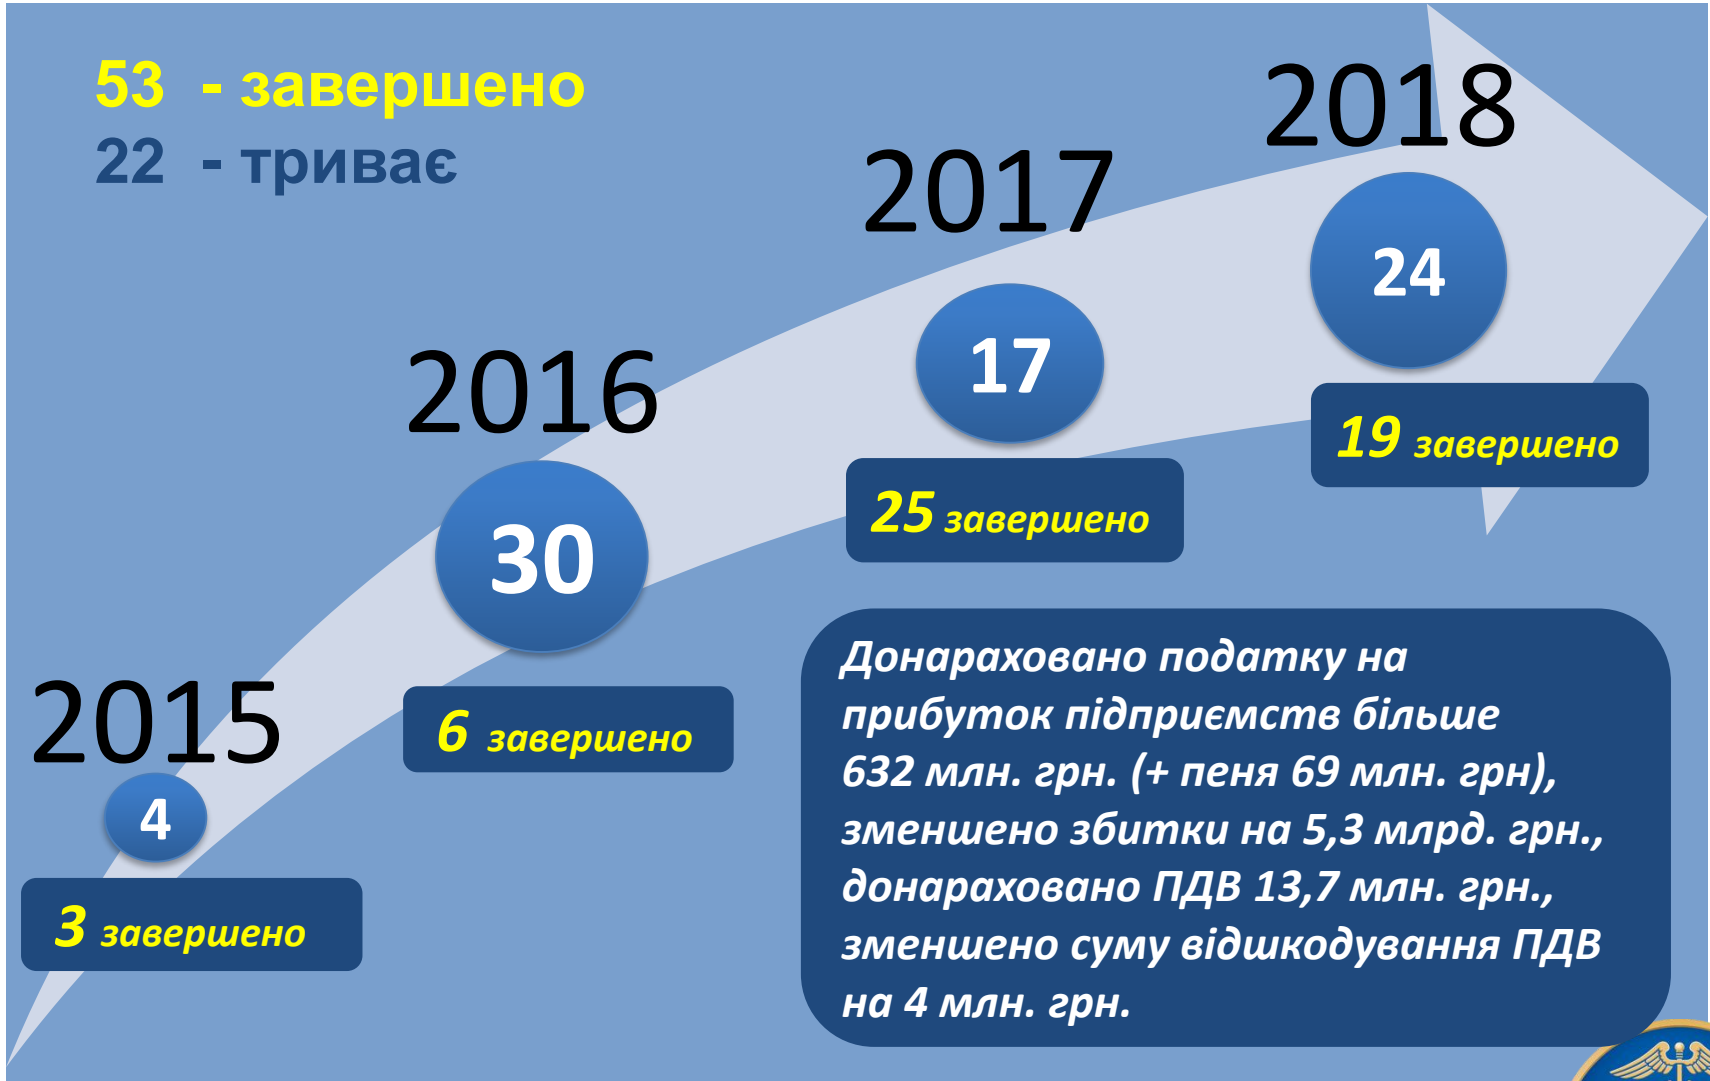 53 - завершено
22 - триває
2015
4
3 завершено
2016
30
6 завершено
2017
17
25 завершено
2018
24
19 завершено
Донараховано податку на
прибуток підприємств більше
632 млн. грн. (+ пеня 69 млн. грн),
зменшено збитки на 5,3 млрд. грн.,
донараховано ПДВ 13,7 млн. грн.,
зменшено суму відшкодування ПДВ
на 4 млн. грн.